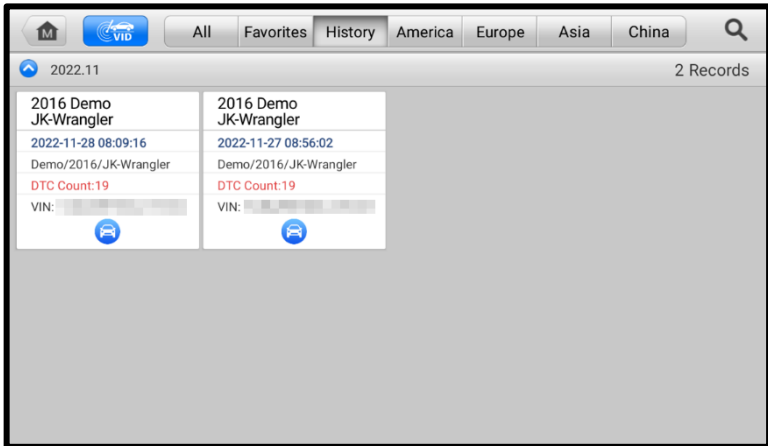 M
VID
All
Favorites
History
America
Europe
Asia
China
2022.11
2 Records
2016 Demo
JK-Wrangler
2022-11-28 08:09:16
Demo/2016/JK-Wrangler
DTC Count:19
VIN:
2016 Demo
JK-Wrangler
2022-11-27 08:56:02
Demo/2016/JK-Wrangler
DTC Count:19
VIN: